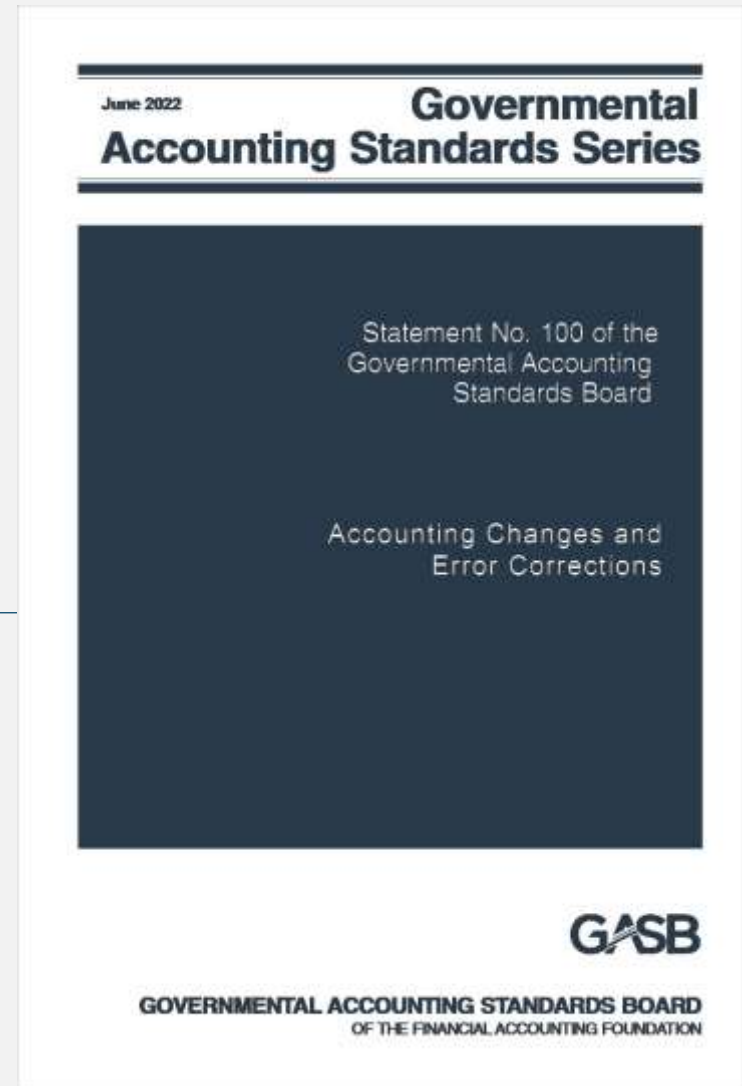 June 2022
Governmental
Accounting Standards Series
Statement No. 100 of the
Governmental Accounting
Standards Board
Accounting Changes and
Error Corrections
GASB
GOVERNMENTAL ACCOUNTING STANDARDS BOARD
OF THE FINANCIAL ACCOUNTING FOUNDATION